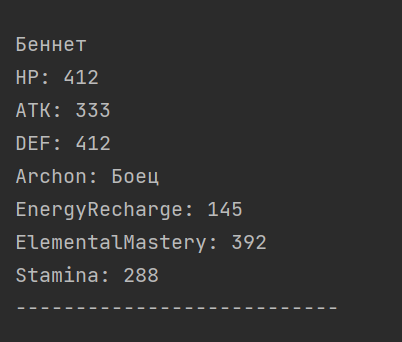 Беннет
HP: 412
ATK: 333
DEF: 412
Archon: Боец
EnergyRecharge: 145
ElementalMastery: 392
Stamina: 288
---------------------------